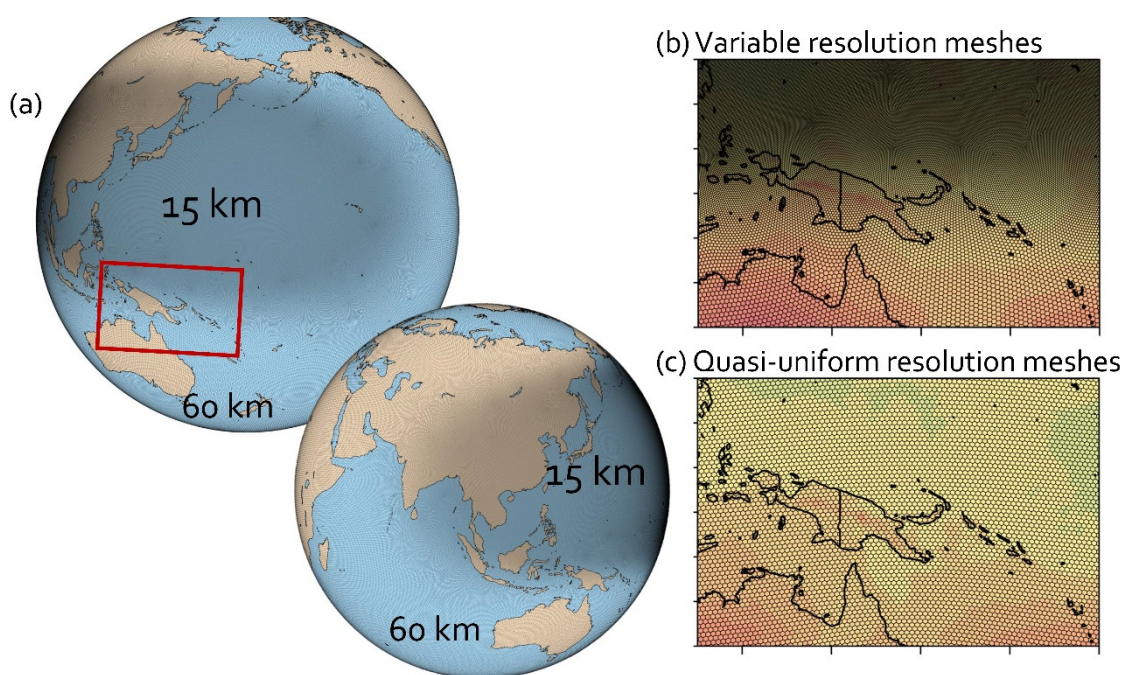 (a)
15 km
60 km
15 km
60 km
(b) Variable resolution meshes
(c) Quasi-uniform resolution meshes